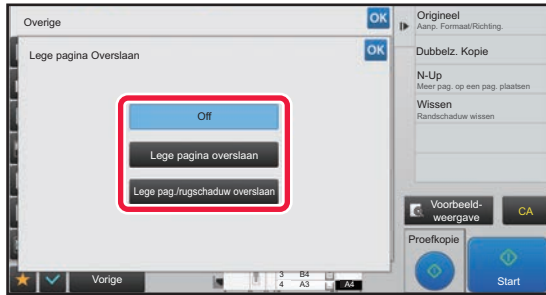 Overige
OK
Lege pagina Overslaan
OK
Off
Lege pagina overslaan
Lege pag./rugschaduw overslaan
Vorige
3 B4
4 A3
A4
Origineel
Aanp. Formaat/Richting.
Dubbelz. Kopie
N-Up
Meer pag. op een pag. plaatsen
Wissen
Randschaduw wissen
Voorbeeld-
weergave
CA
Proefkopie
Start